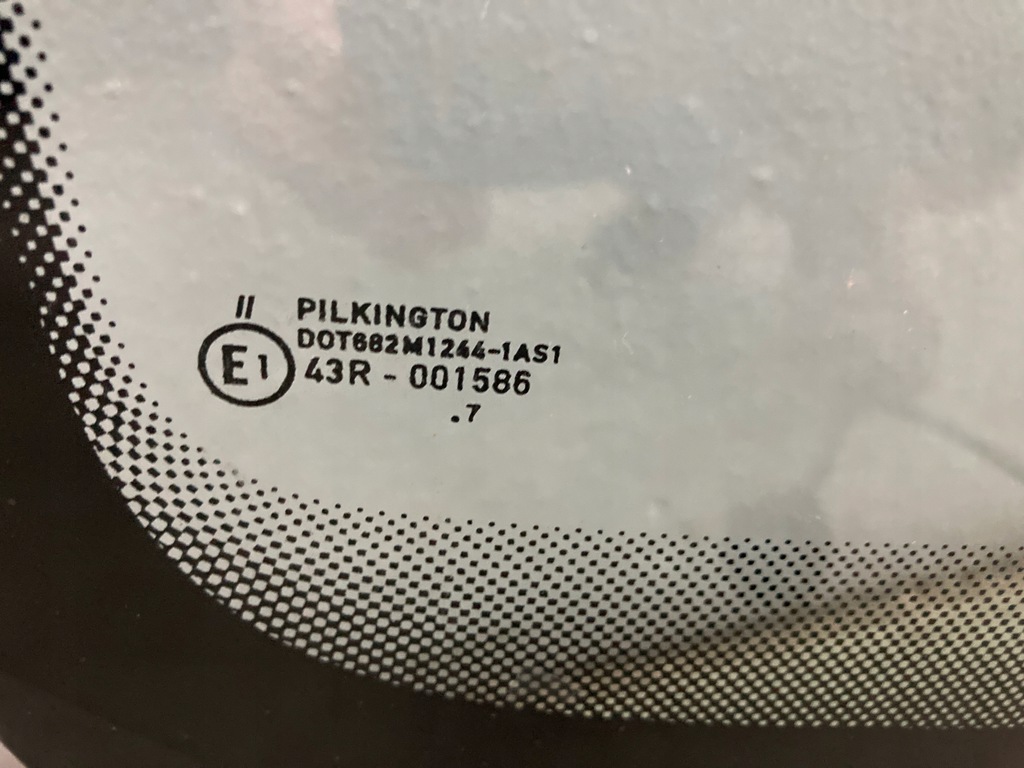 II PILKINGTON
DOT682M1244-1AS1
E1 43R - 001586
.7